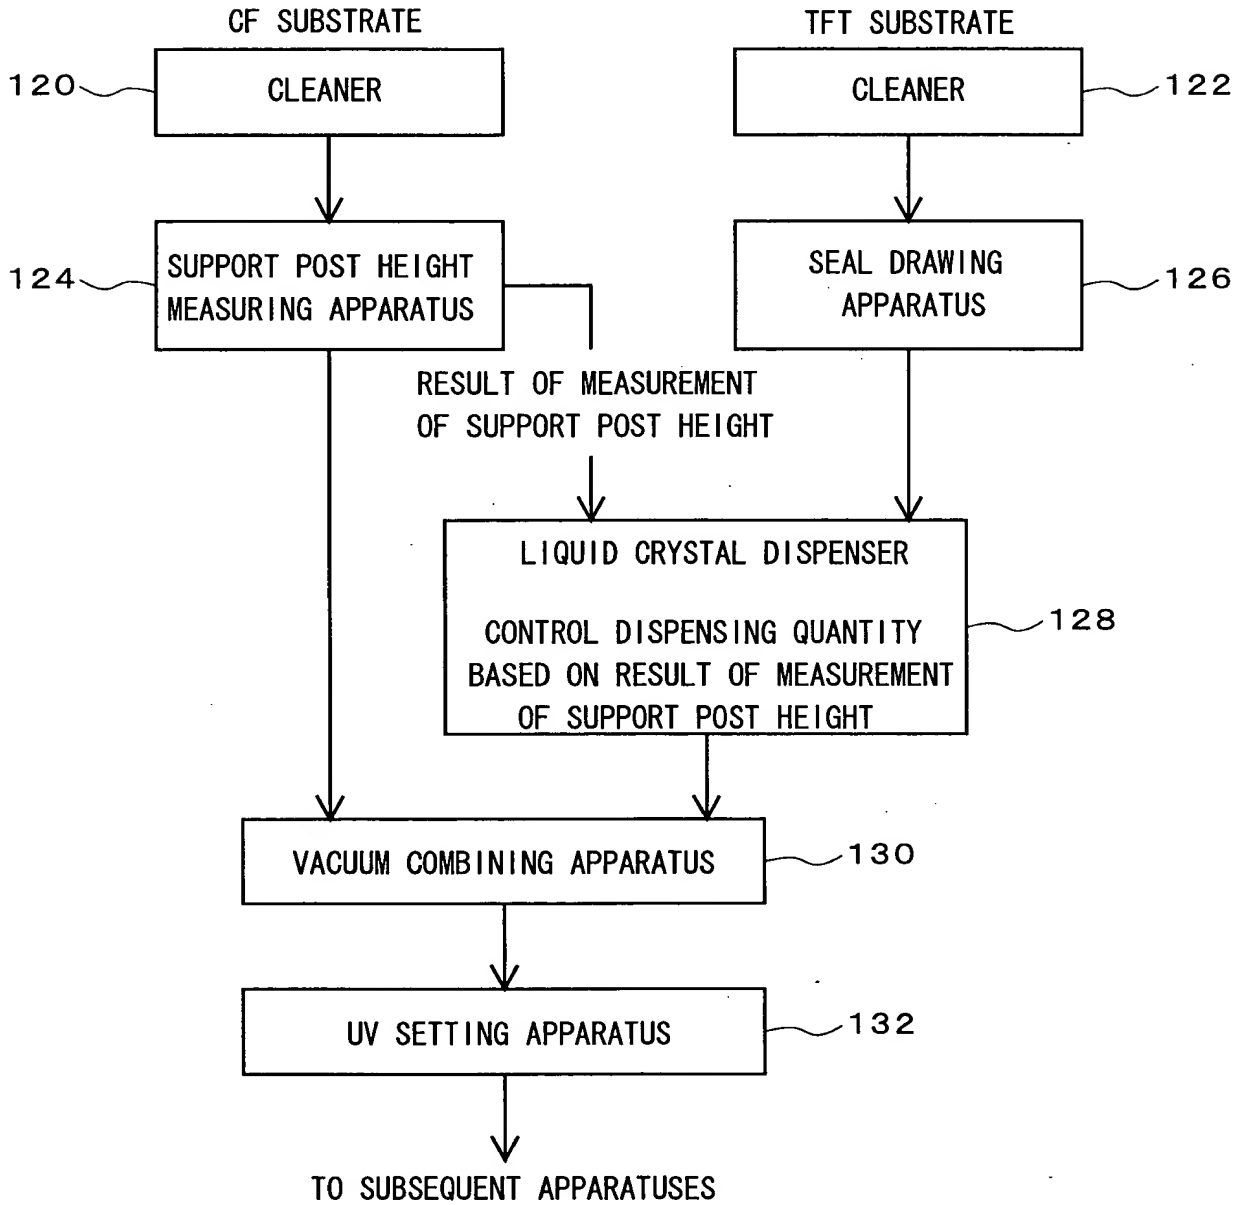 CF SUBSTRATE
TFT SUBSTRATE
120
CLEANER
CLEANER
122
124
SUPPORT POST HEIGHT
MEASURING APPARATUS
SEAL DRAWING
APPARATUS
126
RESULT OF MEASUREMENT
OF SUPPORT POST HEIGHT
LIQUID CRYSTAL DISPENSER
CONTROL DISPENSING QUANTITY
BASED ON RESULT OF MEASUREMENT
OF SUPPORT POST HEIGHT
128
VACUUM COMBINING APPARATUS
130
UV SETTING APPARATUS
132
TO SUBSEQUENT APPARATUSES